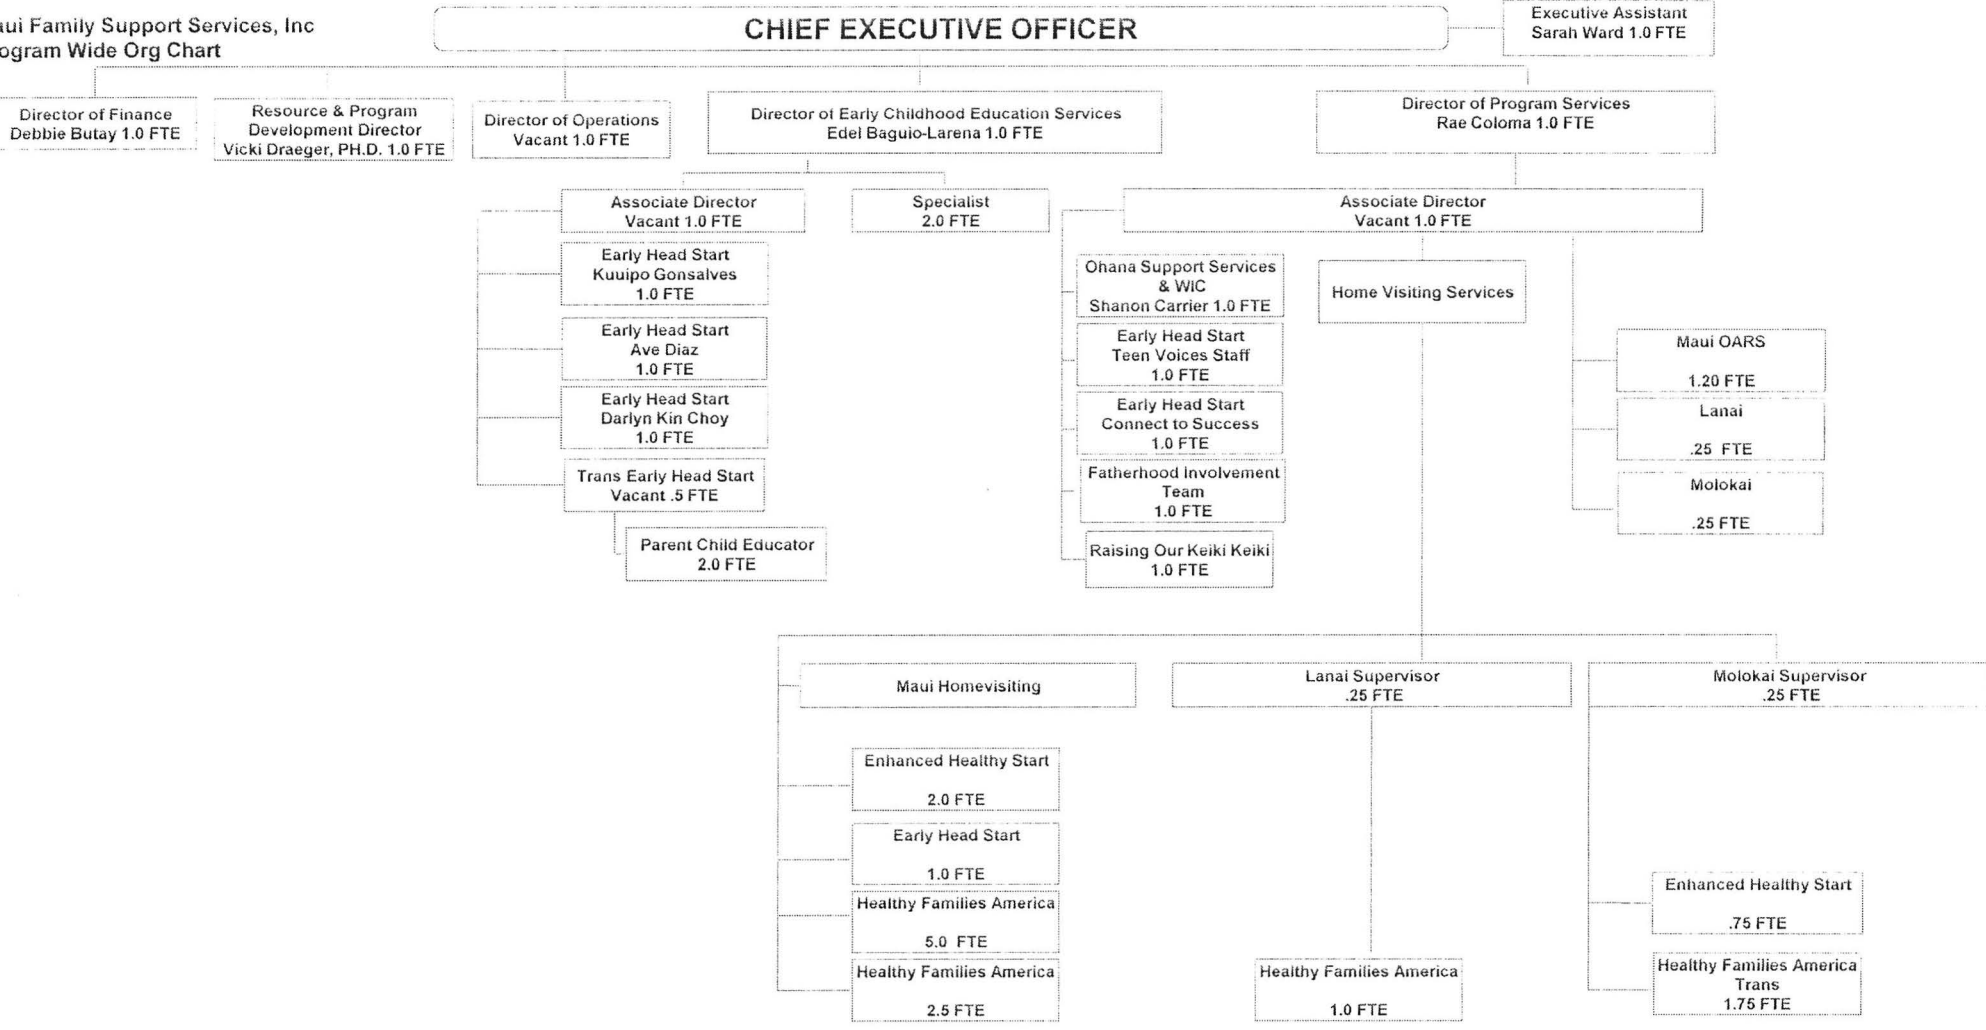 aui Family Support Services, Inc
ogram Wide Org Chart
CHIEF EXECUTIVE OFFICER
Executive Assistant
Sarah Ward 1.0 FTE
Director of Finance
Debbie Butay 1.0 FTE
Resource & Program
Development Director
Vicki Draeger, PH.D. 1.0 FTE
Director of Operations
Vacant 1.0 FTE
Director of Early Childhood Education Services
Edel Baguio-Larena 1.0 FTE
Director of Program Services
Rae Coloma 1.0 FTE
Associate Director
Vacant 1.0 FTE
Specialist
2.0 FTE
Associate Director
Vacant 1.0 FTE
Early Head Start
Kuuipo Gonsalves
1.0 FTE
Early Head Start
Ave Diaz
1.0 FTE
Early Head Start
Darlyn Kin Choy
1.0 FTE
Trans Early Head Start
Vacant .5 FTE
Parent Child Educator
2.0 FTE
Ohana Support Services
& WIC
Shanon Carrier 1.0 FTE
Early Head Start
Teen Voices Staff
1.0 FTE
Early Head Start
Connect to Success
1.0 FTE
Fatherhood Involvement
Team
1.0 FTE
Raising Our Keiki Keiki
1.0 FTE
Home Visiting Services
Maui OARS
1.20 FTE
Lanai
.25 FTE
Molokai
.25 FTE
Maui Homevisiting
Lanai Supervisor
.25 FTE
Molokai Supervisor
.25 FTE
Enhanced Healthy Start
2.0 FTE
Early Head Start
1.0 FTE
Healthy Families America
5.0 FTE
Healthy Families America
2.5 FTE
Healthy Families America
1.0 FTE
Enhanced Healthy Start
.75 FTE
Healthy Families America
Trans
1.75 FTE